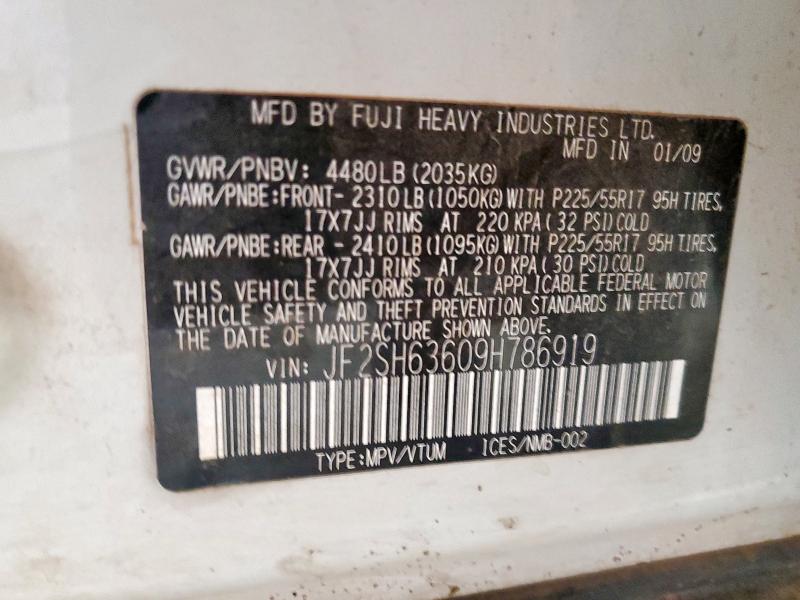 MFD BY FUJI HEAVY INDUSTRIES LTD.
MFD IN 01/09
GVWR/PNBV: 4480LB(2035KG)
GAWR/PNBE:FRONT-2310LB(1050KG)WITH P225/55R17 95H TIRES,
17X7JJ RIMS AT 220 KPA(32 PSI)COLD
GAWR/PNBE:REAR -2410LB(1095KG)WITH P225/55R17 95H TIRES,
17X7JJ RIMS AT 210 KPA(30 PSI)COLD
THIS VEHICLE CONFORMS TO ALL APPLICABLE FEDERAL MOTOR
VEHICLE SAFETY AND THEFT PREVENTION STANDARDS IN EFFECT ON
THE DATE OF MANUFACTURE SHOWN ABOVE.
VIN: JF2SH63609H786919
TYPE:MPV/VTUM ICES/NMB-002